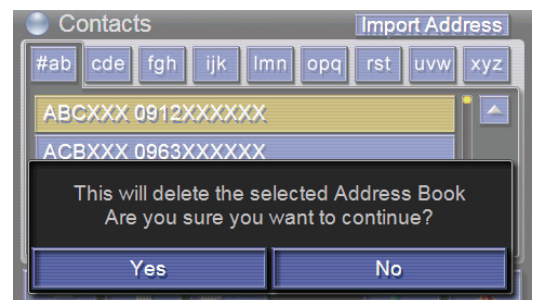 Contacts Import Address
#ab cde fgh ijk lmn opq rst uvw xyz
ABCXXX 0912XXXXXX
ACBXXX 0963XXXXXX
This will delete the selected Address Book
Are you sure you want to continue?
Yes No